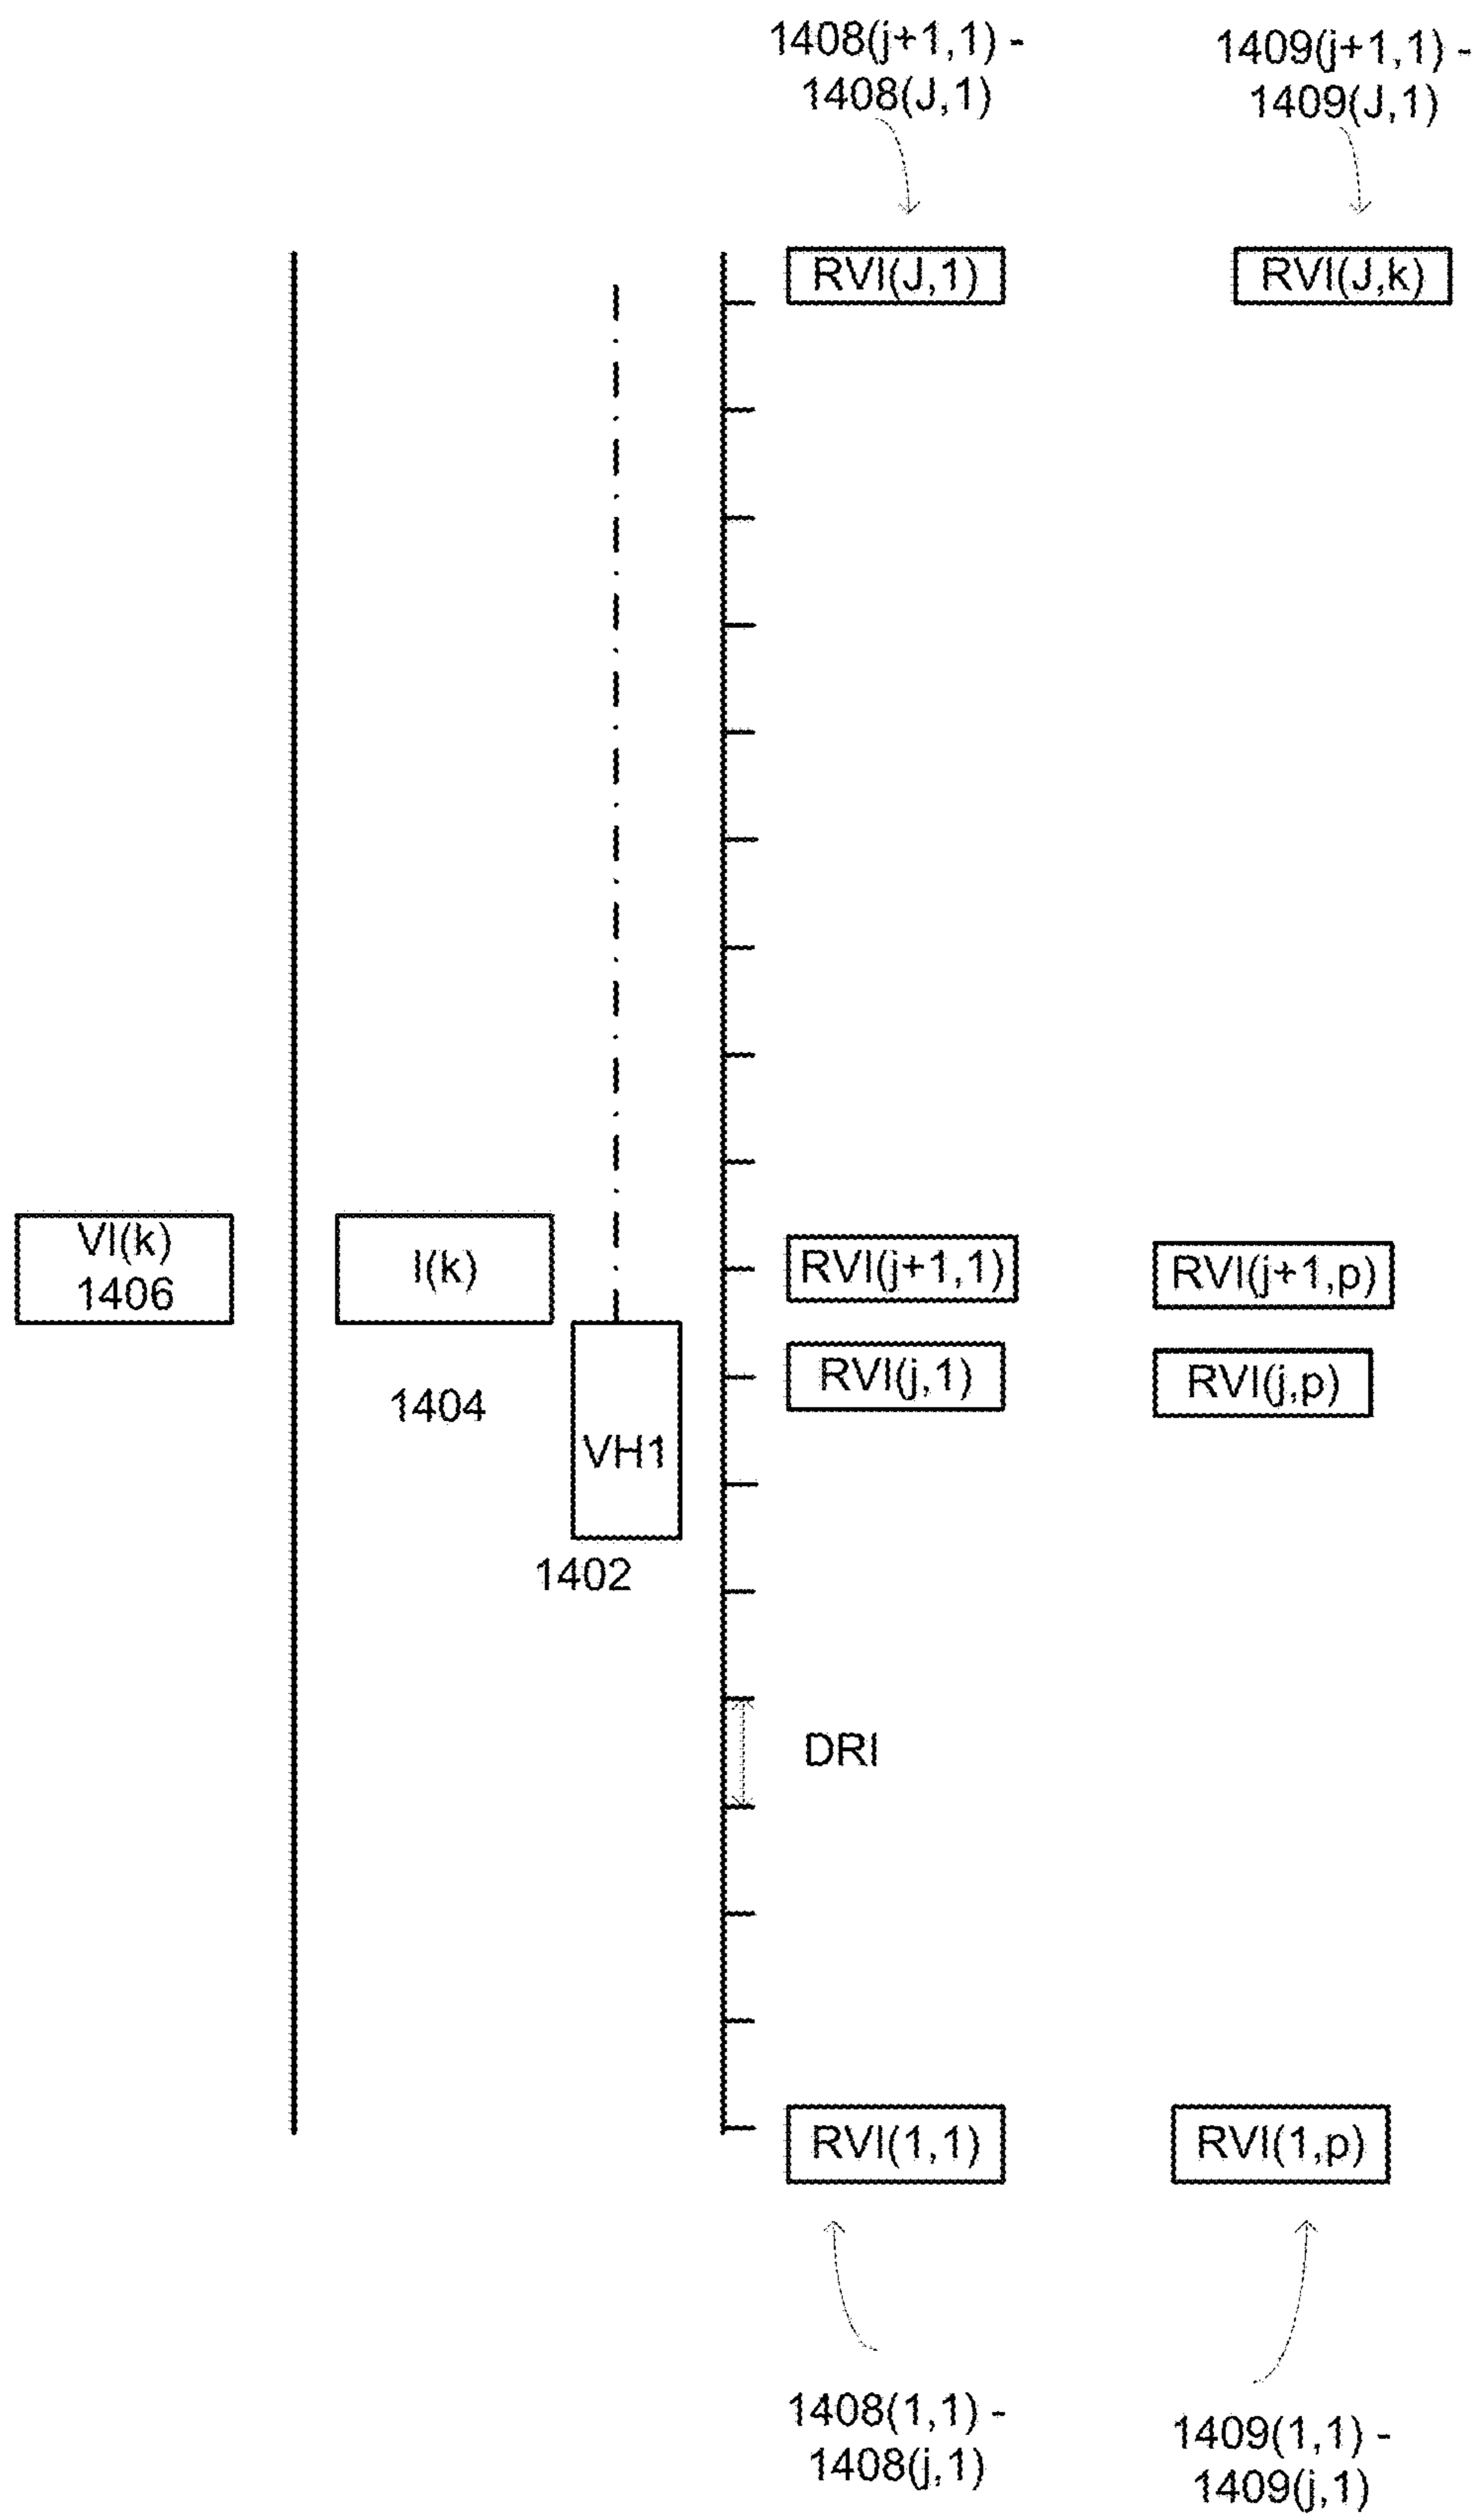 1408(j+1,1) -
1408(J,1)
1409(j+1,1) -
1409(J,1)
RVI(J,1)
RVI(J,k)
VI(k)
1406
I(k)
RVI(j+1,1)
RVI(j+1,p)
RVI(j,1)
RVI(j,p)
1404
VH1
1402
DRI
RVI(1,1)
RVI(1,p)
1408(1,1) -
1408(j,1)
1409(1,1) -
1409(j,1)